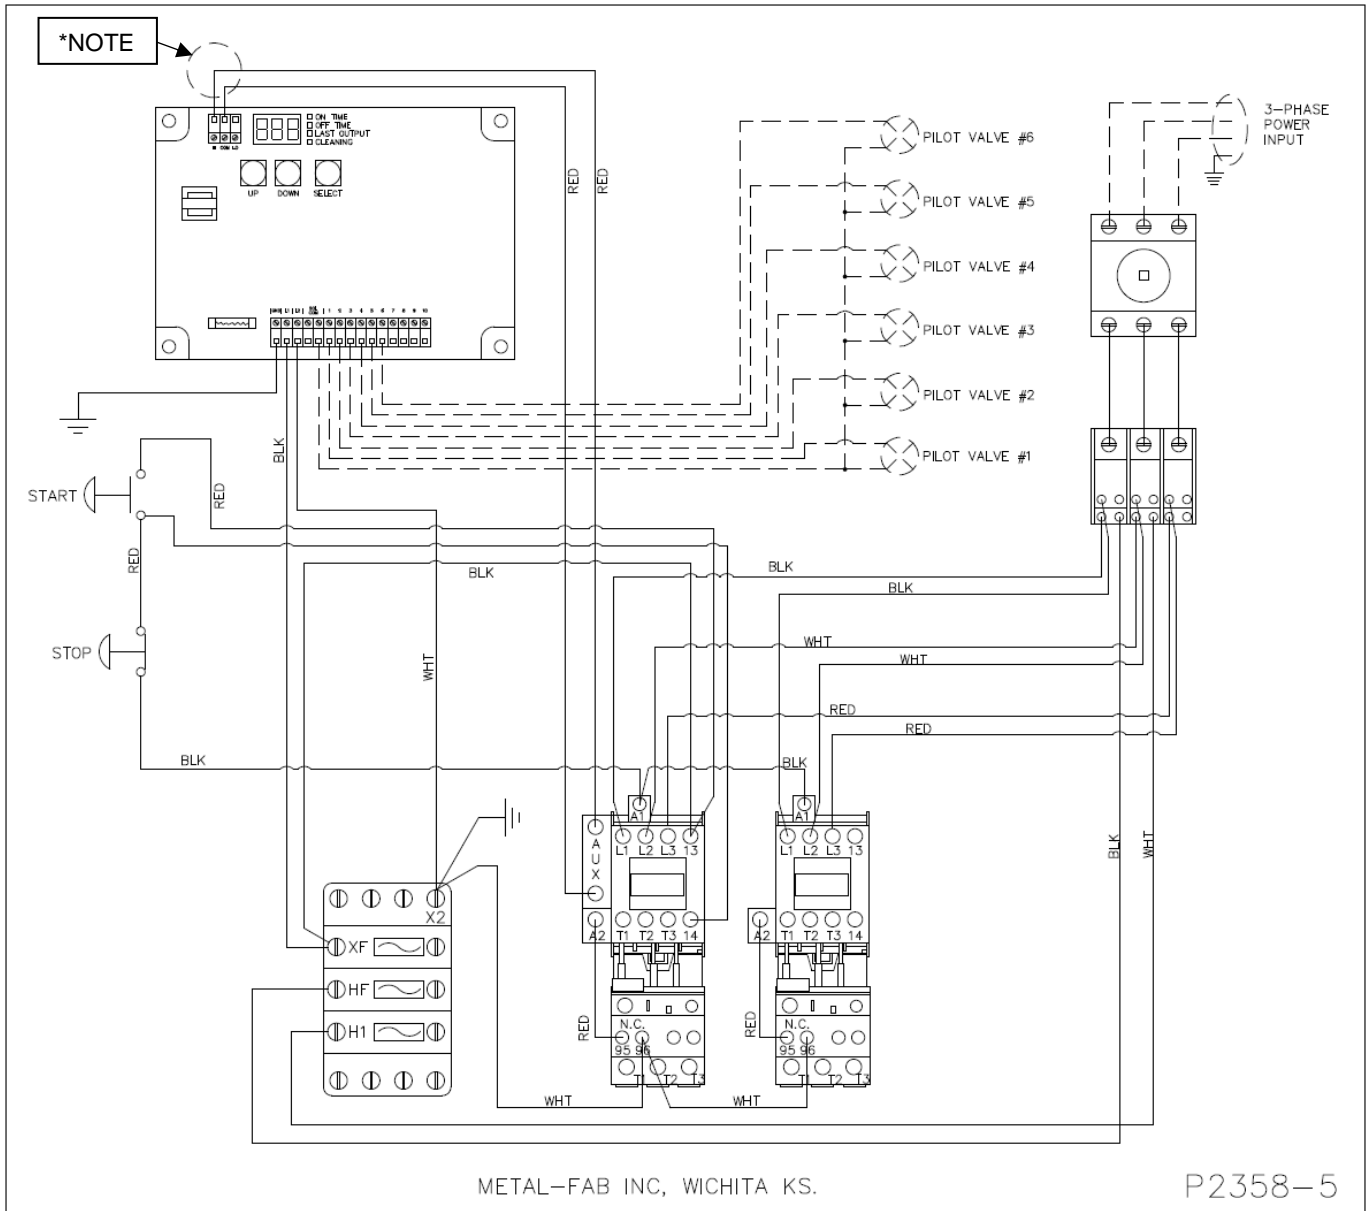 *NOTE
ON TIME
OFF TIME
LAST OUTPUT
CLEANING
IN COM LO
UP DOWN SELECT
L1 1 2 3 4 5 6 7 8 9 10
3-PHASE
POWER
INPUT
PILOT VALVE #6
PILOT VALVE #5
PILOT VALVE #4
PILOT VALVE #3
PILOT VALVE #2
PILOT VALVE #1
RED
RED
BLK
START
RED
RED
STOP
BLK
BLK
BLK
WHT
WHT
WHT
RED
RED
BLK
BLK
BLK
WHT
A1
A1
AUX
L1 L2 L3 13
L1 L2 L3 13
X2
A2 T1 T2 T3 14
A2 T1 T2 T3 14
XF
HF
H1
RED
N.C.
95 96
T1 T2 T3
RED
N.C.
95 96
T1 T2 T3
WHT
WHT
METAL-FAB INC, WICHITA KS.
P2358-5